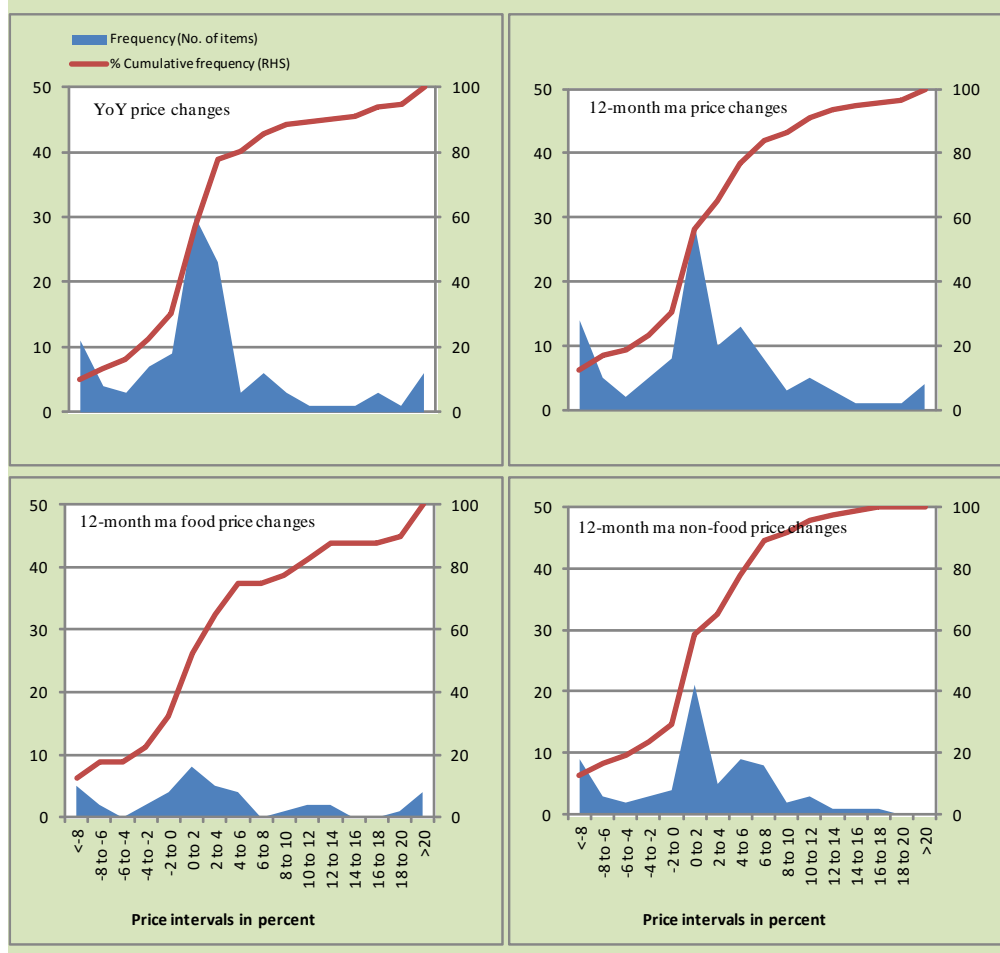 Frequency (No. of items)
% Cumulative frequency (RHS)
YoY price changes
50
40
30
20
10
0
100
80
60
40
20
0
12-month ma price changes
50
40
30
20
10
0
100
80
60
40
20
0
12-month ma food price changes
50
40
30
20
10
0
100
80
60
40
20
0
<-8
-8 to -6
-6 to -4
-4 to -2
-2 to 0
0 to 2
2 to 4
4 to 6
6 to 8
8 to 10
10 to 12
12 to 14
14 to 16
16 to 18
18 to 20
>20
Price intervals in percent
12-month ma non-food price changes
50
40
30
20
10
0
100
80
60
40
20
0
<-8
-8 to -6
-6 to -4
-4 to -2
-2 to 0
0 to 2
2 to 4
4 to 6
6 to 8
8 to 10
10 to 12
12 to 14
14 to 16
16 to 18
18 to 20
>20
Price intervals in percent